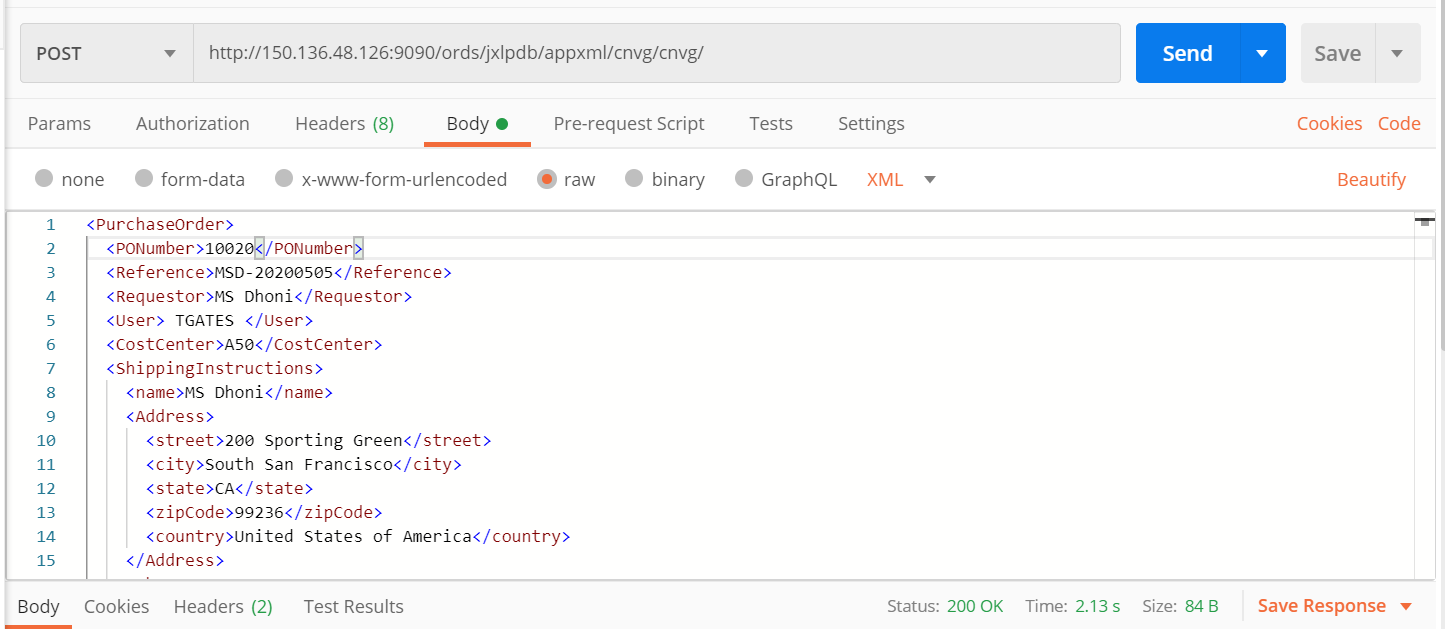 POST http://150.136.48.126:9090/ords/jxlpdb/appxml/cnvg/cnvg/ Send Save
Params Authorization Headers (8) Body Pre-request Script Tests Settings Cookies Code
none form-data x-www-form-urlencoded raw binary GraphQL XML Beautify
1 <PurchaseOrder>
2 <PONumber>10020</PONumber>
3 <Reference>MSD-20200505</Reference>
4 <Requestor>MS Dhoni</Requestor>
5 <User> TGATES </User>
6 <CostCenter>A50</CostCenter>
7 <ShippingInstructions>
8 <name>MS Dhoni</name>
9 <Address>
10 <street>200 Sporting Green</street>
11 <city>South San Francisco</city>
12 <state>CA</state>
13 <zipCode>99236</zipCode>
14 <country>United States of America</country>
15 </Address>
Body Cookies Headers (2) Test Results Status: 200 OK Time: 2.13 s Size: 84 B Save Response